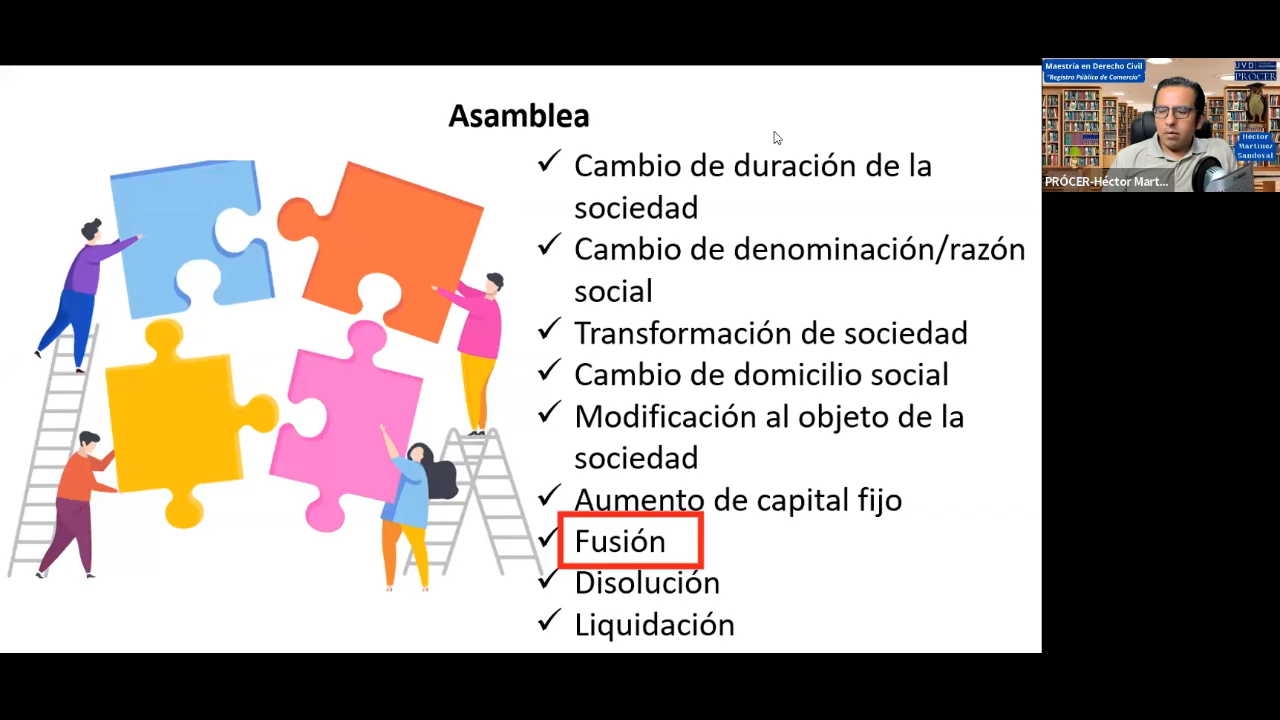 Asamblea
✓ Cambio de duración de la
sociedad
✓ Cambio de denominación/razón
social
✓ Transformación de sociedad
✓ Cambio de domicilio social
✓ Modificación al objeto de la
sociedad
✓ Aumento de capital fijo
✓ Fusión
✓ Disolución
✓ Liquidación
Maestría en Derecho Civil
"Registro Público de Comercio"
UVD
PROCER
Héctor
Martínez
Sandoval
PRÓCER-Héctor Mart...